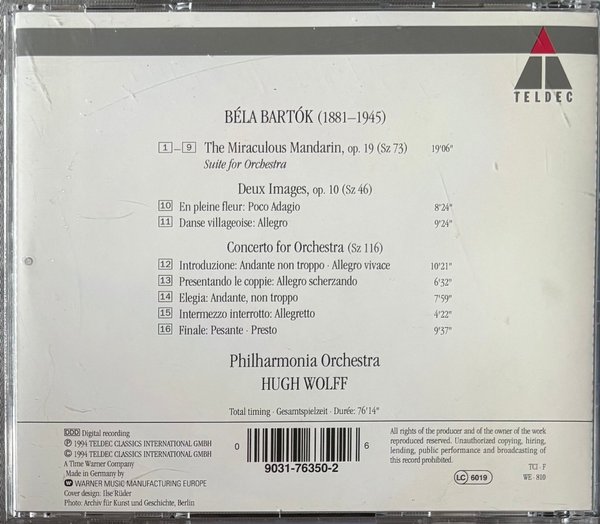 TELDEC
BÉLA BARTÓK (1881–1945)
1 – 9 The Miraculous Mandarin, op. 19 (Sz 73) 19'06"
Suite for Orchestra
Deux Images, op. 10 (Sz 46)
10 En pleine fleur: Poco Adagio 8'24"
11 Danse villageoise: Allegro 9'24"
Concerto for Orchestra (Sz 116)
12 Introduzione: Andante non troppo · Allegro vivace 10'21"
13 Presentando le coppie: Allegro scherzando 6'32"
14 Elegia: Andante, non troppo 7'59"
15 Intermezzo interrotto: Allegretto 4'22"
16 Finale: Pesante · Presto 9'37"
Philharmonia Orchestra
HUGH WOLFF
Total timing · Gesamtspielzeit · Durée: 76'14"
DDD Digital recording
℗ 1994 TELDEC CLASSICS INTERNATIONAL GMBH
© 1994 TELDEC CLASSICS INTERNATIONAL GMBH
A Time Warner Company
Made in Germany by
WARNER MUSIC MANUFACTURING EUROPE
Cover design: Ilse Rüder
Photo: Archiv für Kunst und Geschichte, Berlin
0 6
9031-76350-2
All rights of the producer and of the owner of the work
reproduced reserved. Unauthorized copying, hiring,
lending, public performance and broadcasting of
this record prohibited.
LC 6019
TCI · F
WE · 810